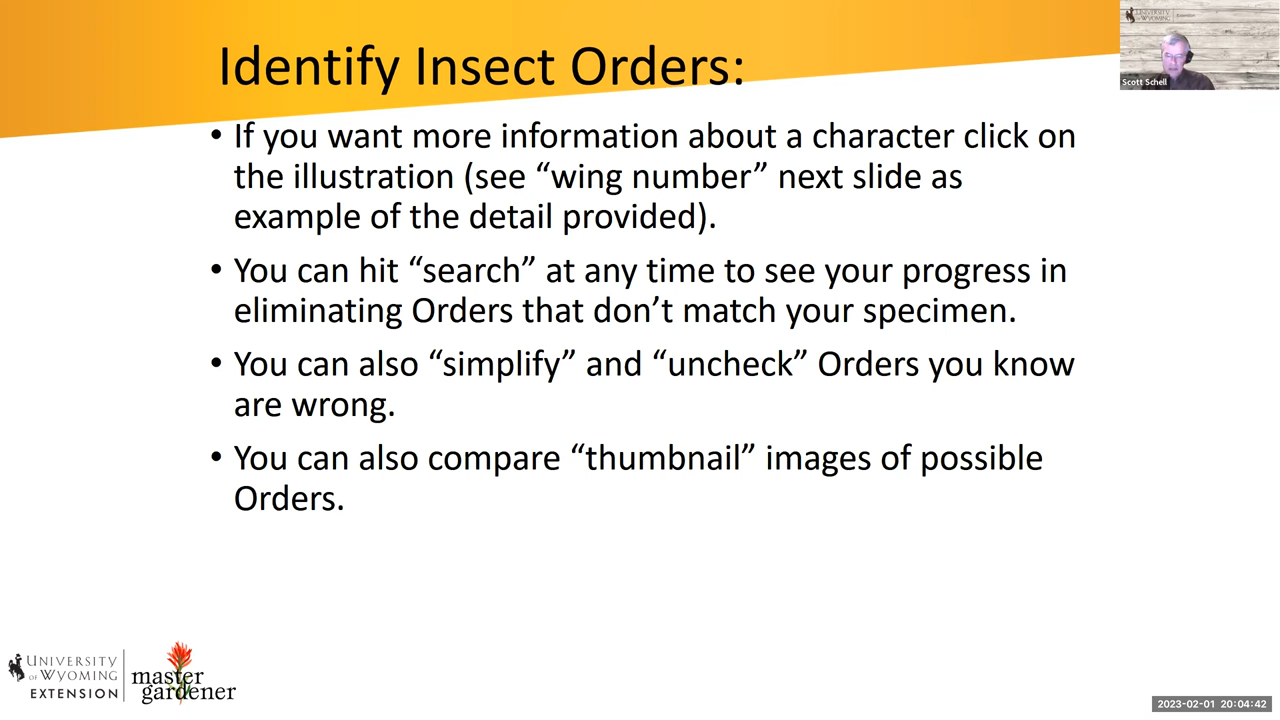 Identify Insect Orders:
• If you want more information about a character click on
the illustration (see “wing number” next slide as
example of the detail provided).
• You can hit “search” at any time to see your progress in
eliminating Orders that don’t match your specimen.
• You can also “simplify” and “uncheck” Orders you know
are wrong.
• You can also compare “thumbnail” images of possible
Orders.
UNIVERSITY
OF WYOMING
Extension
Scott Schell
UNIVERSITY
OF WYOMING
EXTENSION
master
gardener
2023-02-01 20:04:42